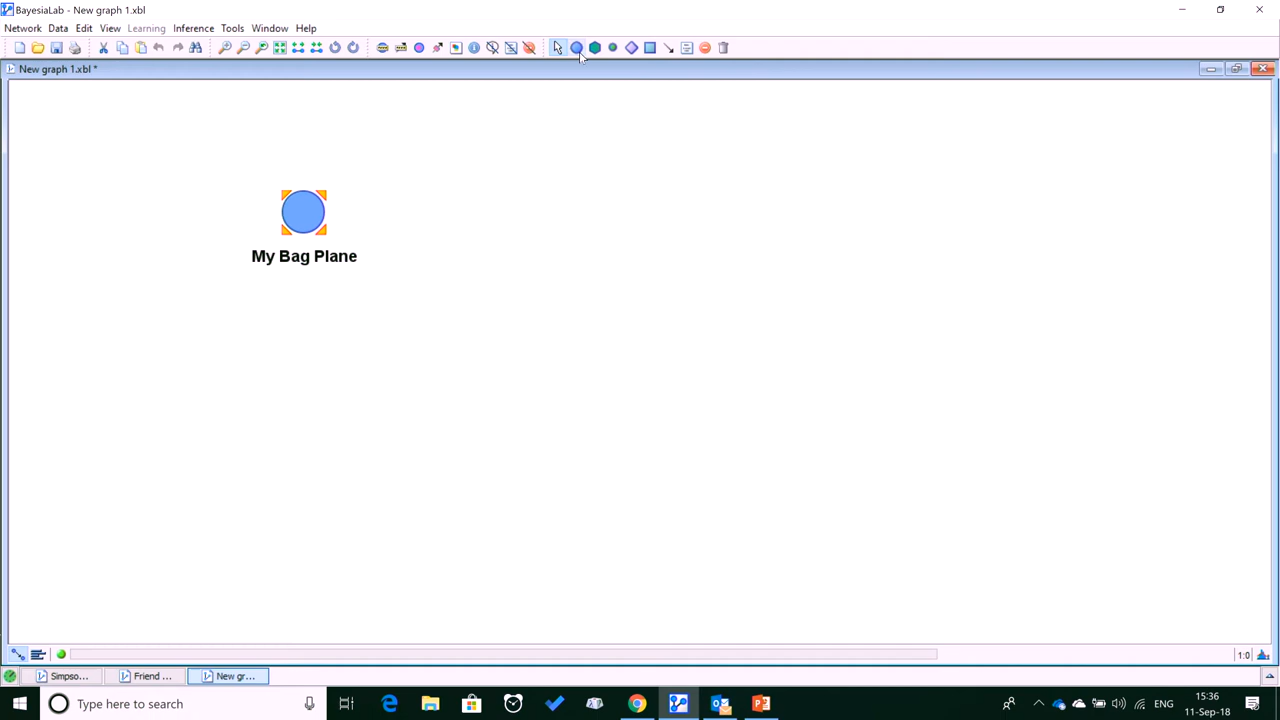 BayesiaLab - New graph 1.xbl
Network Data Edit View Learning Inference Tools Window Help
New graph 1.xbl *
My Bag Plane
1:0
Simpso... Friend ... New gr...
Type here to search
ENG
15:36
11-Sep-18